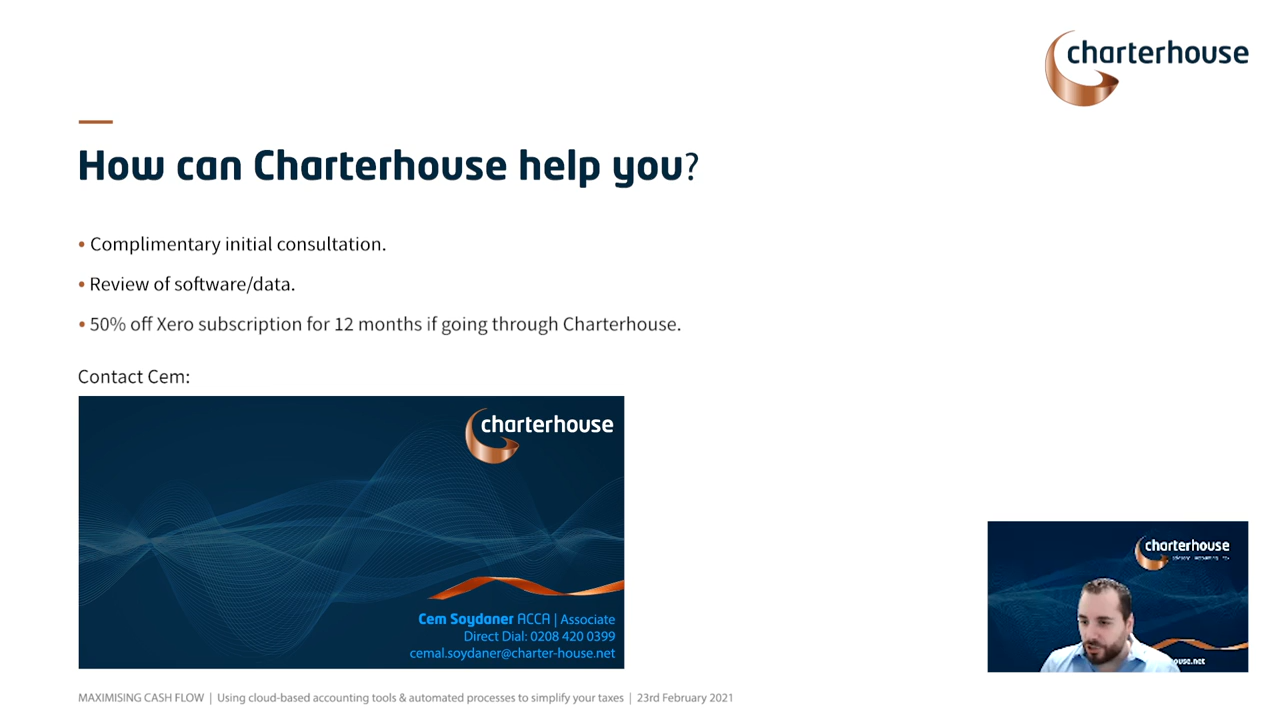 charterhouse
How can Charterhouse help you?
• Complimentary initial consultation.
• Review of software/data.
• 50% off Xero subscription for 12 months if going through Charterhouse.
Contact Cem:
charterhouse
Cem Soydaner ACCA | Associate
Direct Dial: 0208 420 0399
cemal.soydaner@charter-house.net
charterhouse
ouse.net
MAXIMISING CASH FLOW | Using cloud-based accounting tools & automated processes to simplify your taxes | 23rd February 2021